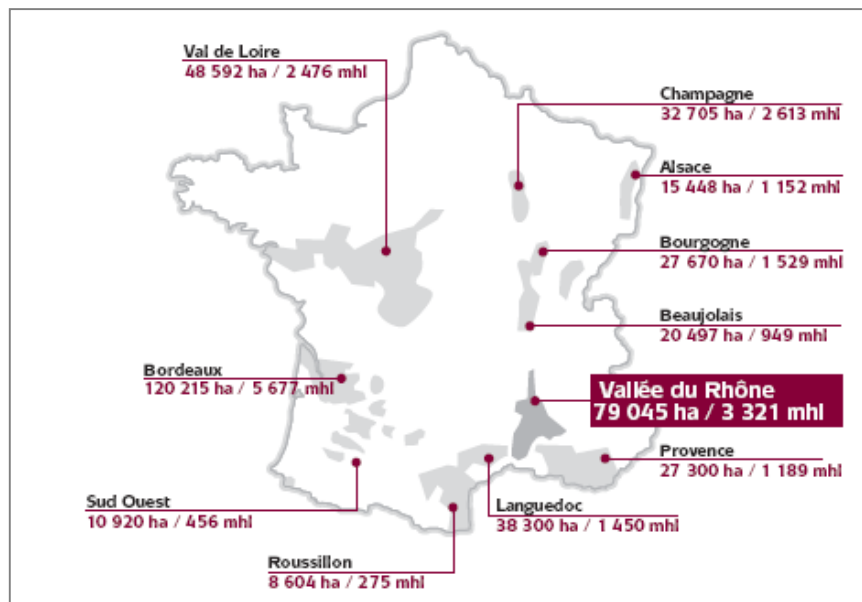 Val de Loire
48 592 ha / 2 476 mhl
Champagne
32 705 ha / 2 613 mhl
Alsace
15 448 ha / 1 152 mhl
Bourgogne
27 670 ha / 1 529 mhl
Beaujolais
20 497 ha / 949 mhl
Bordeaux
120 215 ha / 5 677 mhl
Vallée du Rhône
79 045 ha / 3 321 mhl
Provence
27 300 ha / 1 189 mhl
Sud Ouest
10 920 ha / 456 mhl
Languedoc
38 300 ha / 1 450 mhl
Roussillon
8 604 ha / 275 mhl